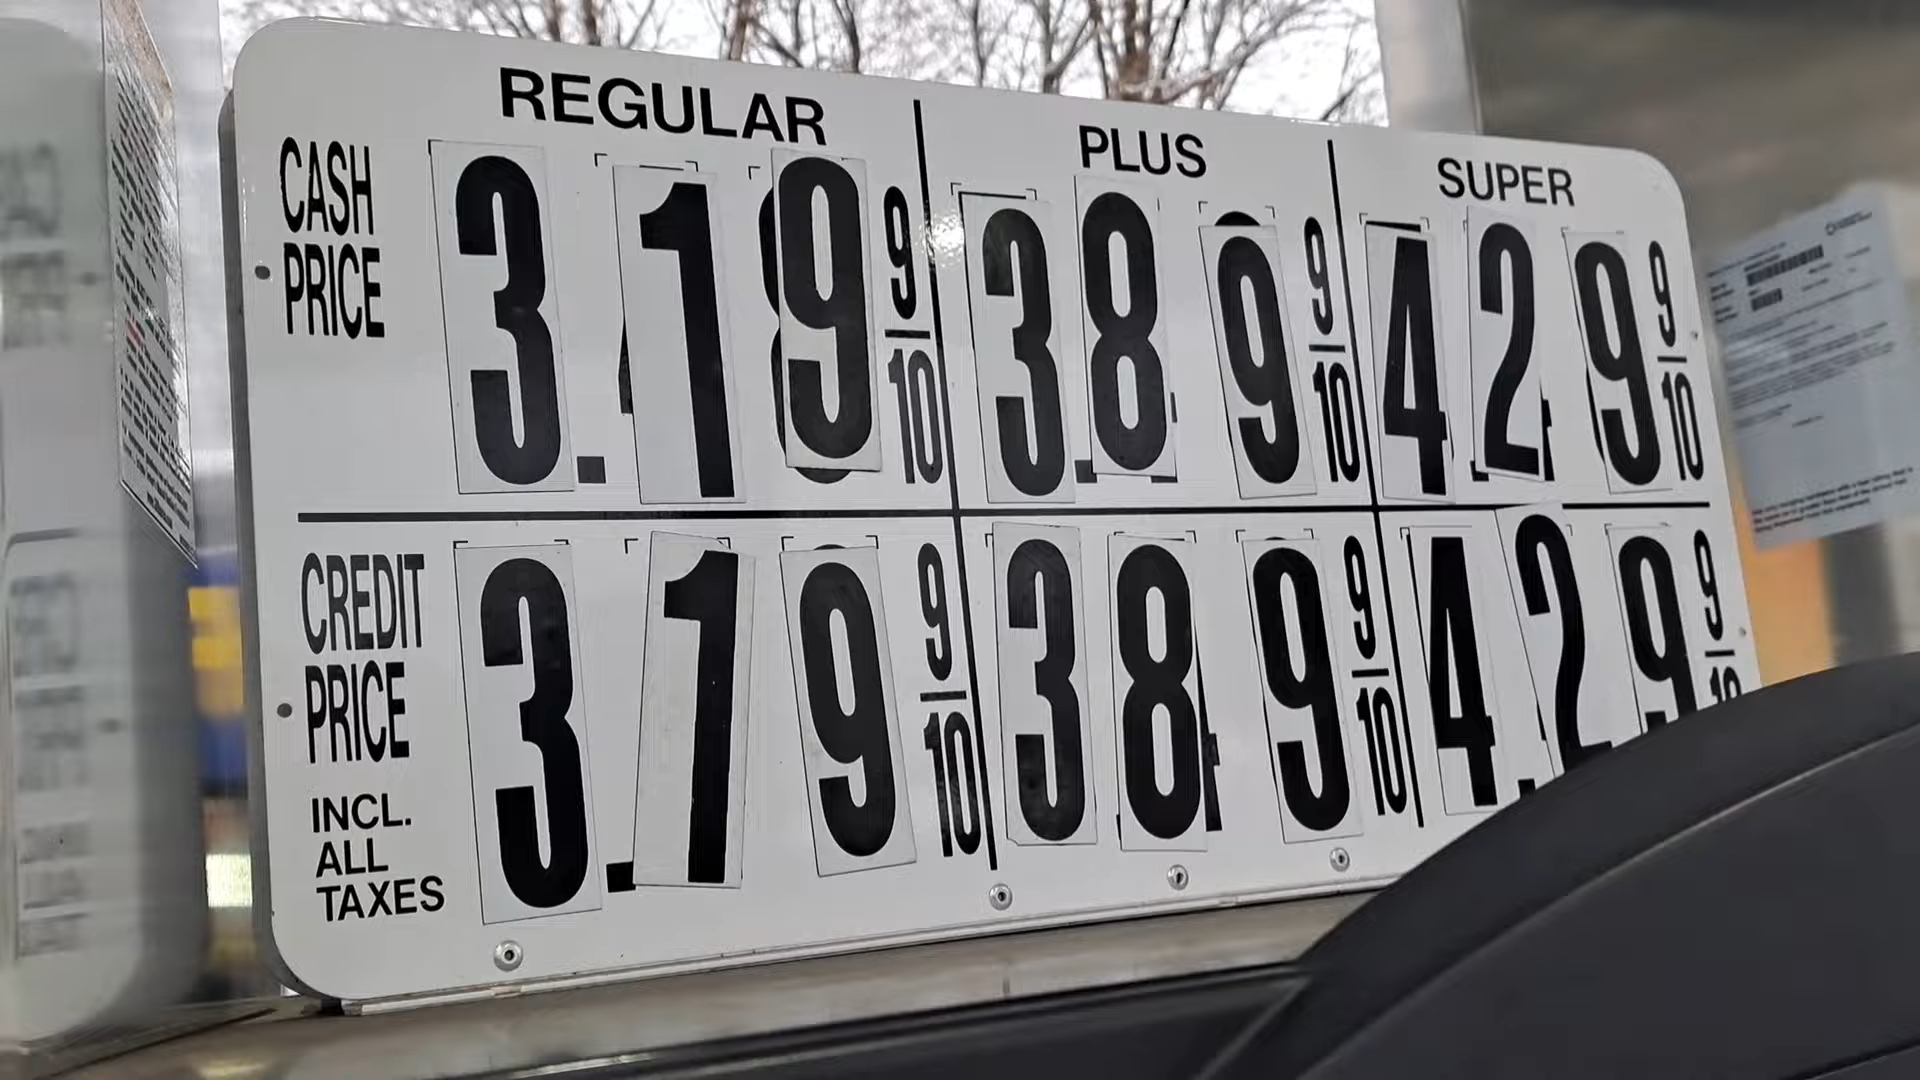 REGULAR PLUS SUPER
CASH PRICE 3.19 9/10 3.89 9/10 4.29 9/10
CREDIT PRICE 3.19 9/10 3.89 9/10 4.29 9/10
INCL.
ALL
TAXES